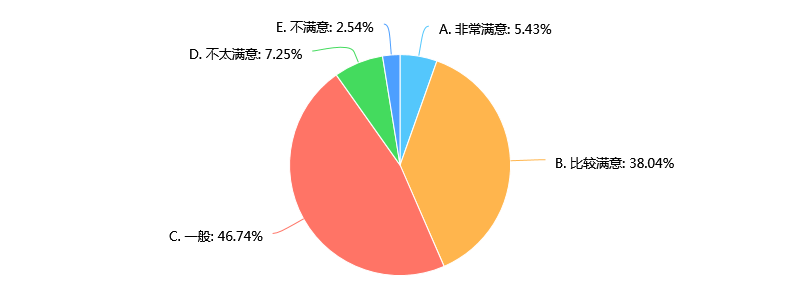 E. 不满意: 2.54%
A. 非常满意: 5.43%
D. 不太满意: 7.25%
B. 比较满意: 38.04%
C. 一般: 46.74%